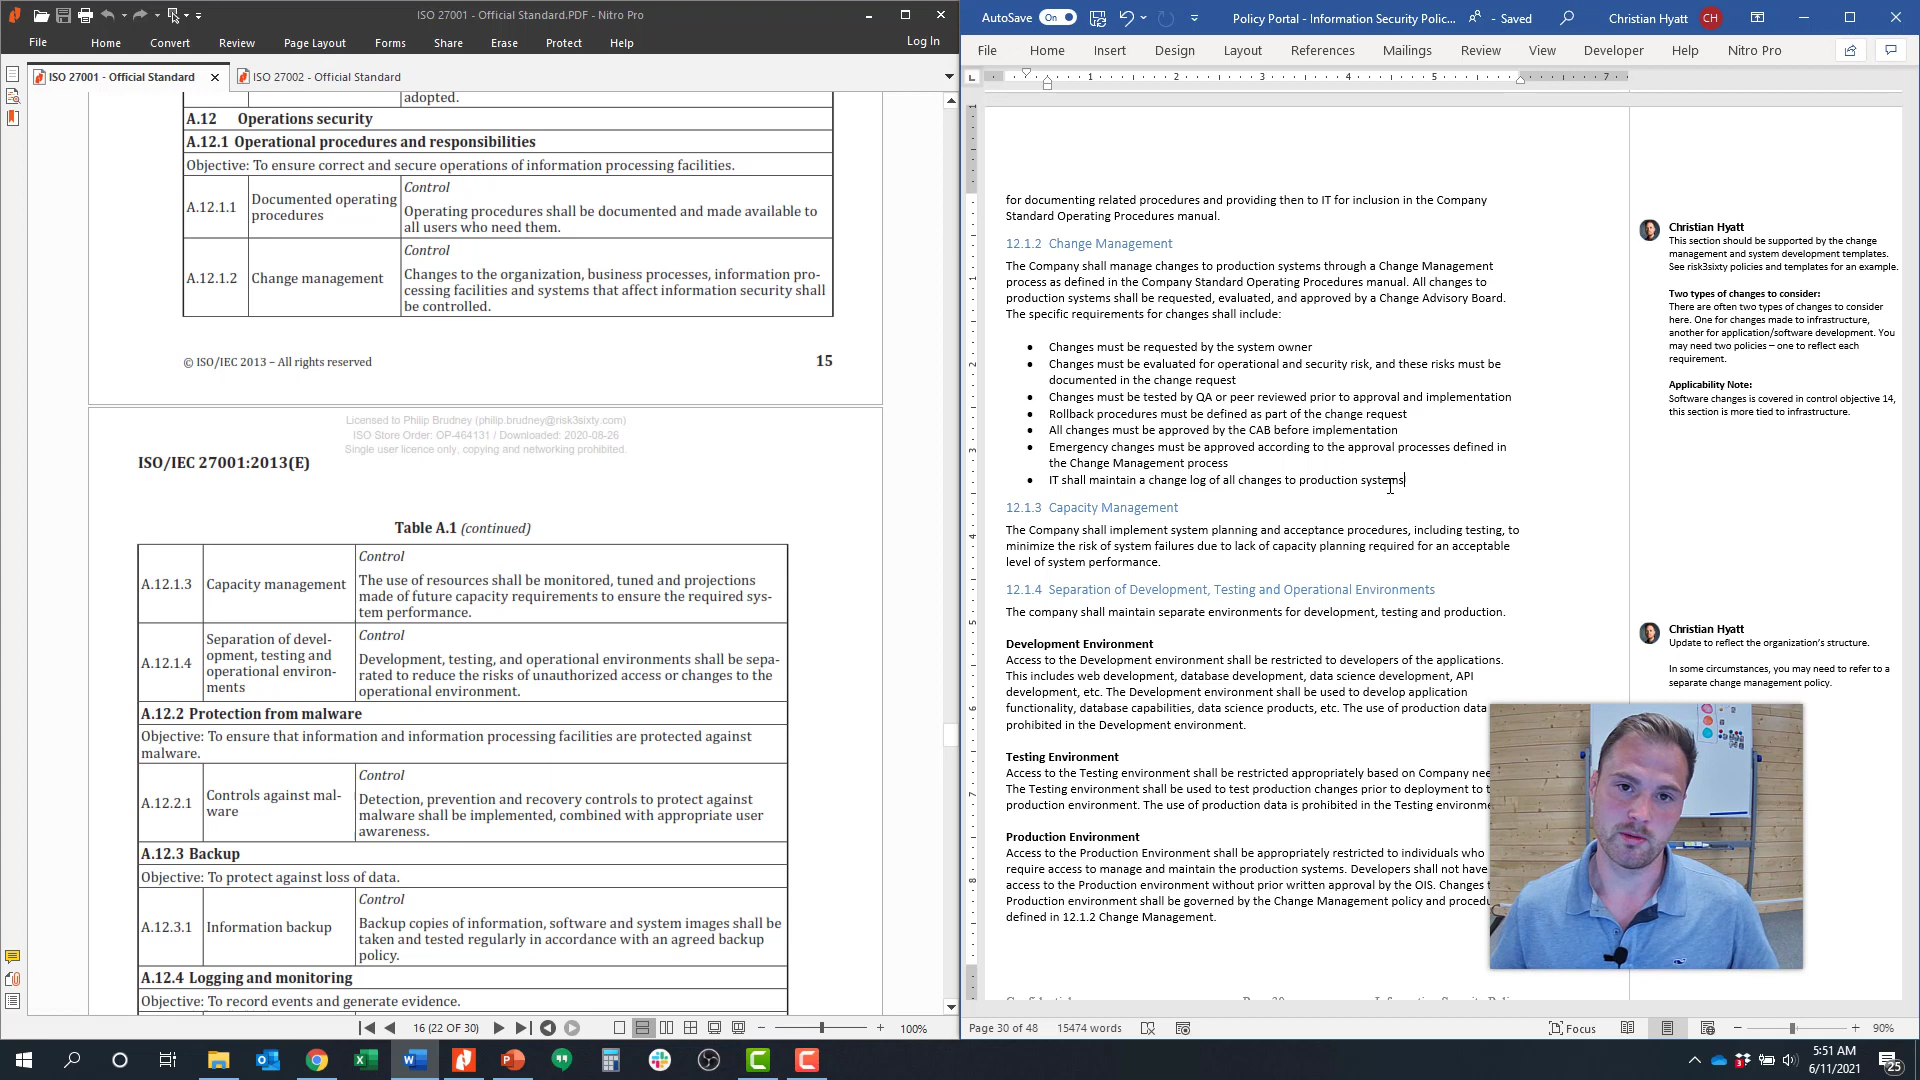 ISO 27001 - Official Standard.PDF - Nitro Pro
File Home Convert Review Page Layout Forms Share Erase Protect Help
Log In
ISO 27001 - Official Standard
ISO 27002 - Official Standard
adopted.
A.12 Operations security
A.12.1 Operational procedures and responsibilities
Objective: To ensure correct and secure operations of information processing facilities.
A.12.1.1
Documented operating
procedures
Control
Operating procedures shall be documented and made available to
all users who need them.
A.12.1.2
Change management
Control
Changes to the organization, business processes, information pro-
cessing facilities and systems that affect information security shall
be controlled.
© ISO/IEC 2013 – All rights reserved
15
Licensed to Philip Brudney (philip.brudney@risk3sixty.com)
ISO Store Order: OP-464131 / Downloaded: 2020-08-26
Single user licence only, copying and networking prohibited.
ISO/IEC 27001:2013(E)
Table A.1 (continued)
A.12.1.3
Capacity management
Control
The use of resources shall be monitored, tuned and projections
made of future capacity requirements to ensure the required sys-
tem performance.
A.12.1.4
Separation of devel-
opment, testing and
operational environ-
ments
Control
Development, testing, and operational environments shall be sepa-
rated to reduce the risks of unauthorized access or changes to the
operational environment.
A.12.2 Protection from malware
Objective: To ensure that information and information processing facilities are protected against
malware.
A.12.2.1
Controls against mal-
ware
Control
Detection, prevention and recovery controls to protect against
malware shall be implemented, combined with appropriate user
awareness.
A.12.3 Backup
Objective: To protect against loss of data.
A.12.3.1
Information backup
Control
Backup copies of information, software and system images shall be
taken and tested regularly in accordance with an agreed backup
policy.
A.12.4 Logging and monitoring
Objective: To record events and generate evidence.
16 (22 OF 30)
100%
AutoSave On
Policy Portal - Information Security Polic... - Saved
Christian Hyatt CH
File Home Insert Design Layout References Mailings Review View Developer Help Nitro Pro
1 2 3 4 5 7
for documenting related procedures and providing then to IT for inclusion in the Company
Standard Operating Procedures manual.
12.1.2 Change Management
The Company shall manage changes to production systems through a Change Management
process as defined in the Company Standard Operating Procedures manual. All changes to
production systems shall be requested, evaluated, and approved by a Change Advisory Board.
The specific requirements for changes shall include:
• Changes must be requested by the system owner
• Changes must be evaluated for operational and security risk, and these risks must be
documented in the change request
• Changes must be tested by QA or peer reviewed prior to approval and implementation
• Rollback procedures must be defined as part of the change request
• All changes must be approved by the CAB before implementation
• Emergency changes must be approved according to the approval processes defined in
the Change Management process
• IT shall maintain a change log of all changes to production systems
12.1.3 Capacity Management
The Company shall implement system planning and acceptance procedures, including testing, to
minimize the risk of system failures due to lack of capacity planning required for an acceptable
level of system performance.
12.1.4 Separation of Development, Testing and Operational Environments
The company shall maintain separate environments for development, testing and production.
Development Environment
Access to the Development environment shall be restricted to developers of the applications.
This includes web development, database development, data science development, API
development, etc. The Development environment shall be used to develop application
functionality, database capabilities, data science products, etc. The use of production data
prohibited in the Development environment.
Testing Environment
Access to the Testing environment shall be restricted appropriately based on Company nee
The Testing environment shall be used to test production changes prior to deployment to t
production environment. The use of production data is prohibited in the Testing environme
Production Environment
Access to the Production Environment shall be appropriately restricted to individuals who
require access to manage and maintain the production systems. Developers shall not have
access to the Production environment without prior written approval by the OIS. Changes t
Production environment shall be governed by the Change Management policy and procedu
defined in 12.1.2 Change Management.
Christian Hyatt
This section should be supported by the change
management and system development templates.
See risk3sixty policies and templates for an example.
Two types of changes to consider:
There are often two types of changes to consider
here. One for changes made to infrastructure,
another for application/software development. You
may need two policies – one to reflect each
requirement.
Applicability Note:
Software changes is covered in control objective 14,
this section is more tied to infrastructure.
Christian Hyatt
Update to reflect the organization's structure.
In some circumstances, you may need to refer to a
separate change management policy.
Page 30 of 48 15474 words
Focus
90%
5:51 AM
6/11/2021
25